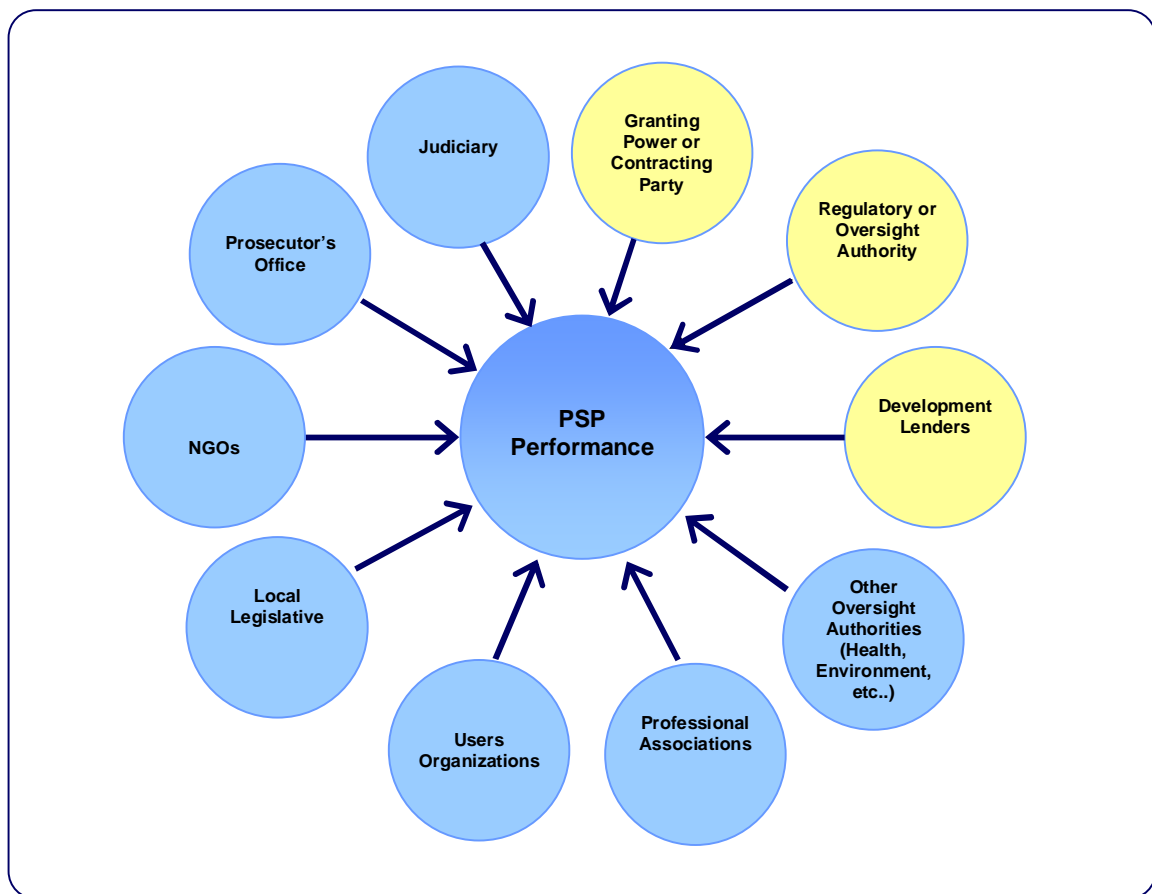 Judiciary
Granting
Power or
Contracting
Party
Regulatory or
Oversight
Authority
Prosecutor’s
Office
Development
Lenders
PSP
Performance
NGOs
Local
Legislative
Other
Oversight
Authorities
(Health,
Environment,
etc..)
Users
Organizations
Professional
Associations